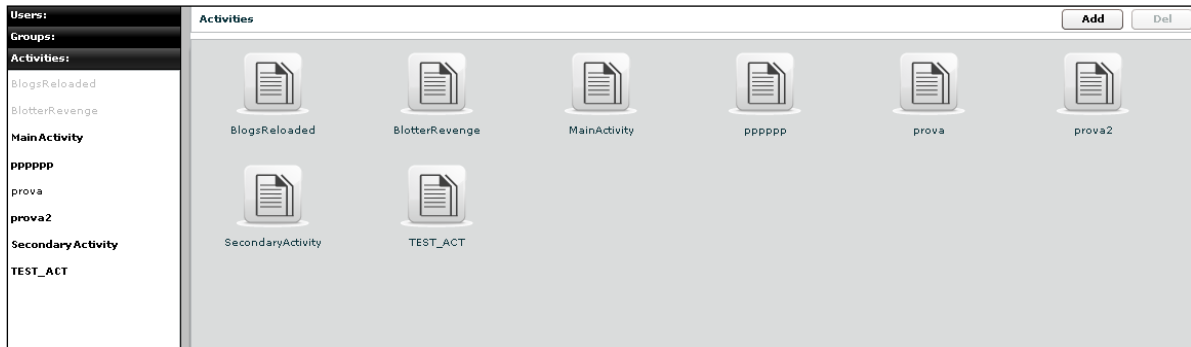 Users:
Groups:
Activities:
BlogsReloaded
BlotterRevenge
MainActivity
pppppp
prova
prova2
SecondaryActivity
TEST_ACT
Activities
Add
Del
BlogsReloaded
BlotterRevenge
MainActivity
pppppp
prova
prova2
SecondaryActivity
TEST_ACT